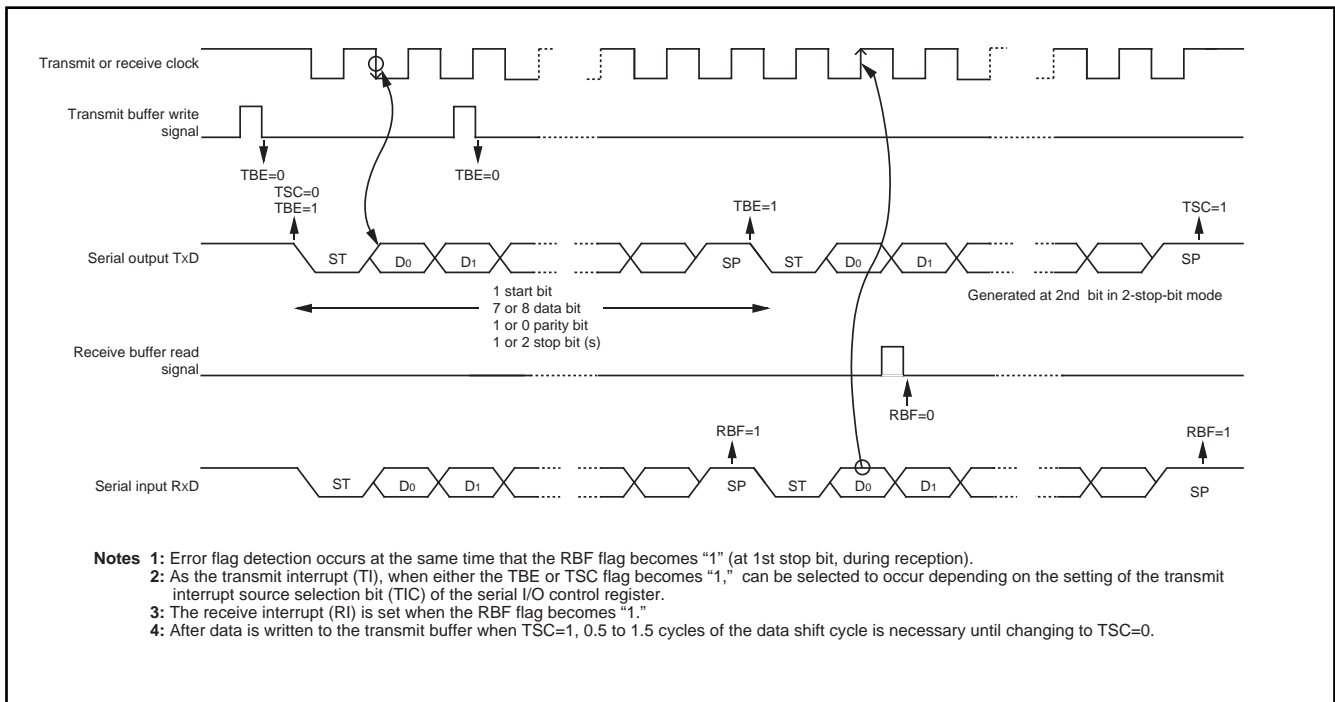 Transmit or receive clock
Transmit buffer write
signal
TBE=0
TBE=0
TSC=0
TBE=1
TBE=1
TSC=1
Serial output TxD
ST
D0
D1
SP
ST
D0
D1
SP
1 start bit
7 or 8 data bit
1 or 0 parity bit
1 or 2 stop bit (s)
Generated at 2nd bit in 2-stop-bit mode
Receive buffer read
signal
RBF=0
RBF=1
RBF=1
Serial input RxD
ST
D0
D1
SP
ST
D0
D1
SP
Notes 1: Error flag detection occurs at the same time that the RBF flag becomes “1” (at 1st stop bit, during reception).
2: As the transmit interrupt (TI), when either the TBE or TSC flag becomes “1,” can be selected to occur depending on the setting of the transmit
interrupt source selection bit (TIC) of the serial I/O control register.
3: The receive interrupt (RI) is set when the RBF flag becomes “1.”
4: After data is written to the transmit buffer when TSC=1, 0.5 to 1.5 cycles of the data shift cycle is necessary until changing to TSC=0.